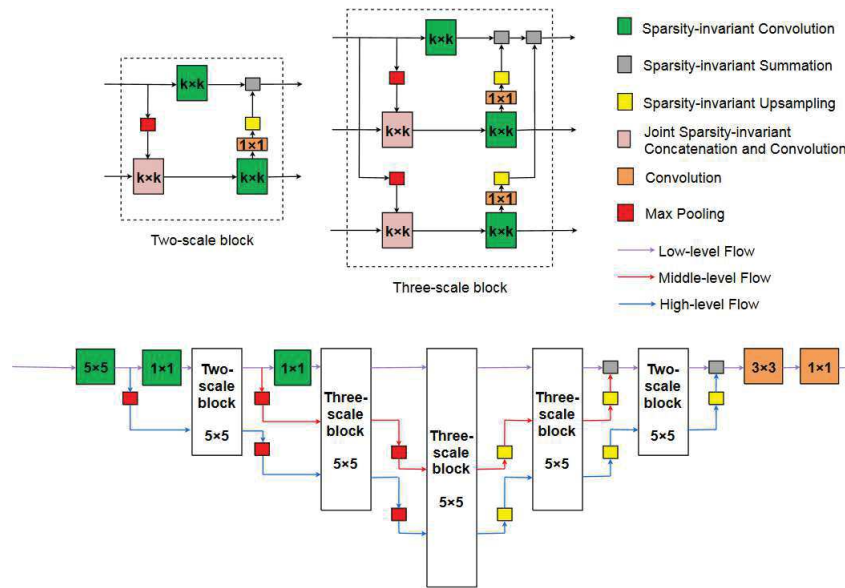 k×k
1×1
k×k
k×k
Two-scale block
k×k
1×1
k×k
k×k
1×1
k×k
k×k
Three-scale block
Sparsity-invariant Convolution
Sparsity-invariant Summation
Sparsity-invariant Upsampling
Joint Sparsity-invariant
Concatenation and Convolution
Convolution
Max Pooling
Low-level Flow
Middle-level Flow
High-level Flow
5×5
1×1
Two-
scale
block
5×5
1×1
Three-
scale
block
5×5
Three-
scale
block
5×5
Three-
scale
block
5×5
Two-
scale
block
5×5
3×3
1×1